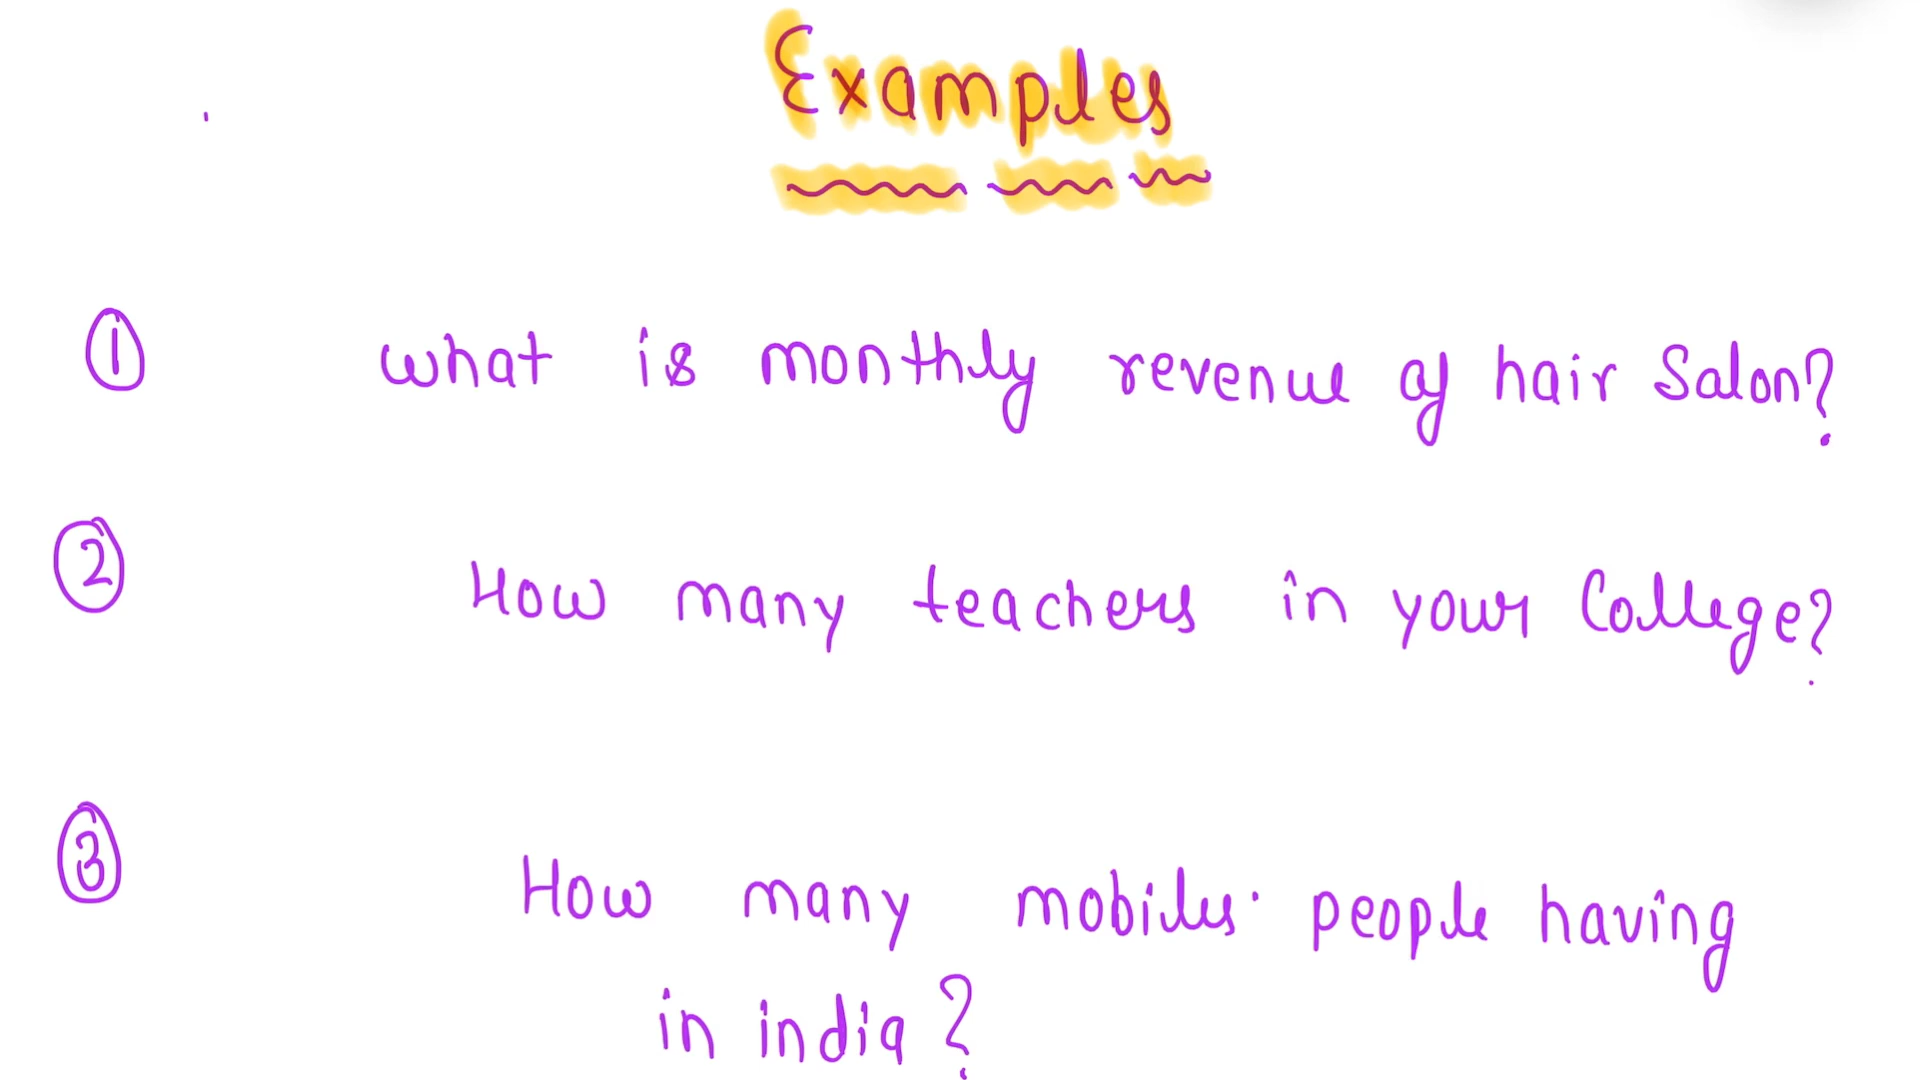 Examples
① what is monthly revenue of hair Salon?
② How many teachers in your College?
③ How many mobiles people having
in india?